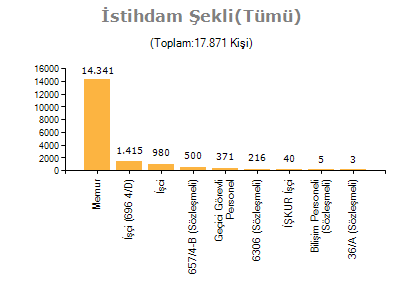 İstihdam Şekli(Tümü)
(Toplam:17.871 Kişi)
16000
14000
12000
10000
8000
6000
4000
2000
0
14.341
1.415
980
500
371
216
40
5
3
Memur
İşçi (696 4/D)
İşçi
657/4-B (Sözleşmeli)
Geçici Görevli
Personel
6306 (Sözleşmeli)
İŞKUR İşçi
Bilişim Personeli
(Sözleşmeli)
36/A (Sözleşmeli)